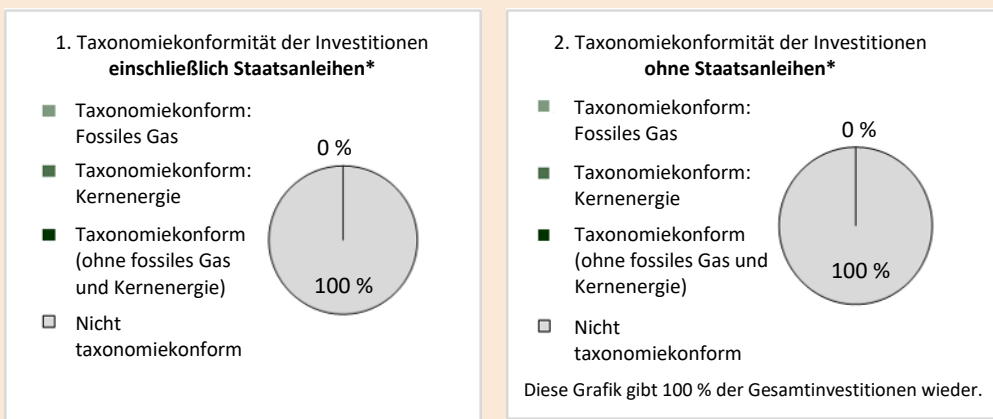 1. Taxonomiekonformität der Investitionen
einschließlich Staatsanleihen*
Taxonomiekonform:
Fossiles Gas
Taxonomiekonform:
Kernenergie
Taxonomiekonform
(ohne fossiles Gas
und Kernenergie)
Nicht
taxonomiekonform
0 %
100 %
2. Taxonomiekonformität der Investitionen
ohne Staatsanleihen*
Taxonomiekonform:
Fossiles Gas
Taxonomiekonform:
Kernenergie
Taxonomiekonform
(ohne fossiles Gas und
Kernenergie)
Nicht
taxonomiekonform
0 %
100 %
Diese Grafik gibt 100 % der Gesamtinvestitionen wieder.